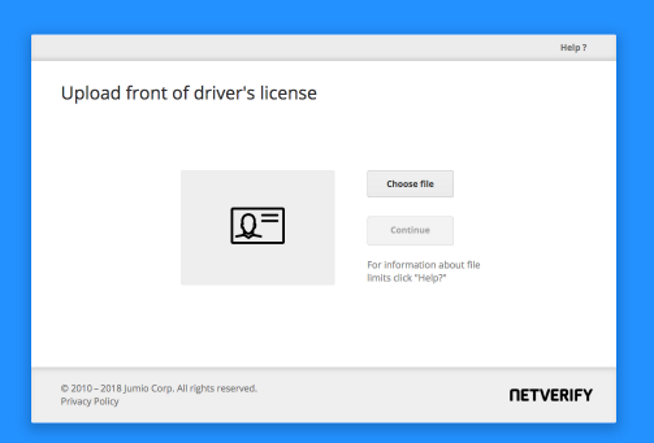 Help ?
Upload front of driver's license
Choose file
Continue
For information about file
limits click "Help?"
© 2010 – 2018 Jumio Corp. All rights reserved.
Privacy Policy
NETVERIFY